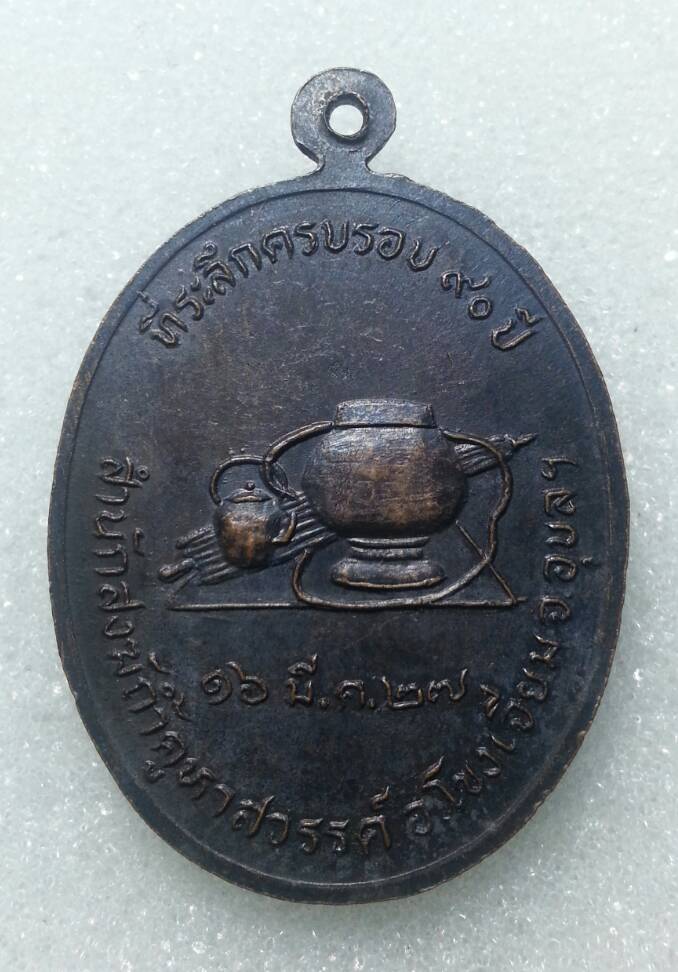 ที่ระลึกครบรอบ ๙๐ ปี
๑๖ มี.ค.๒๗
สำนักสงฆ์ถ้ำคูหาสวรรค์ อ.โขงเจียม จ.อุบลฯ